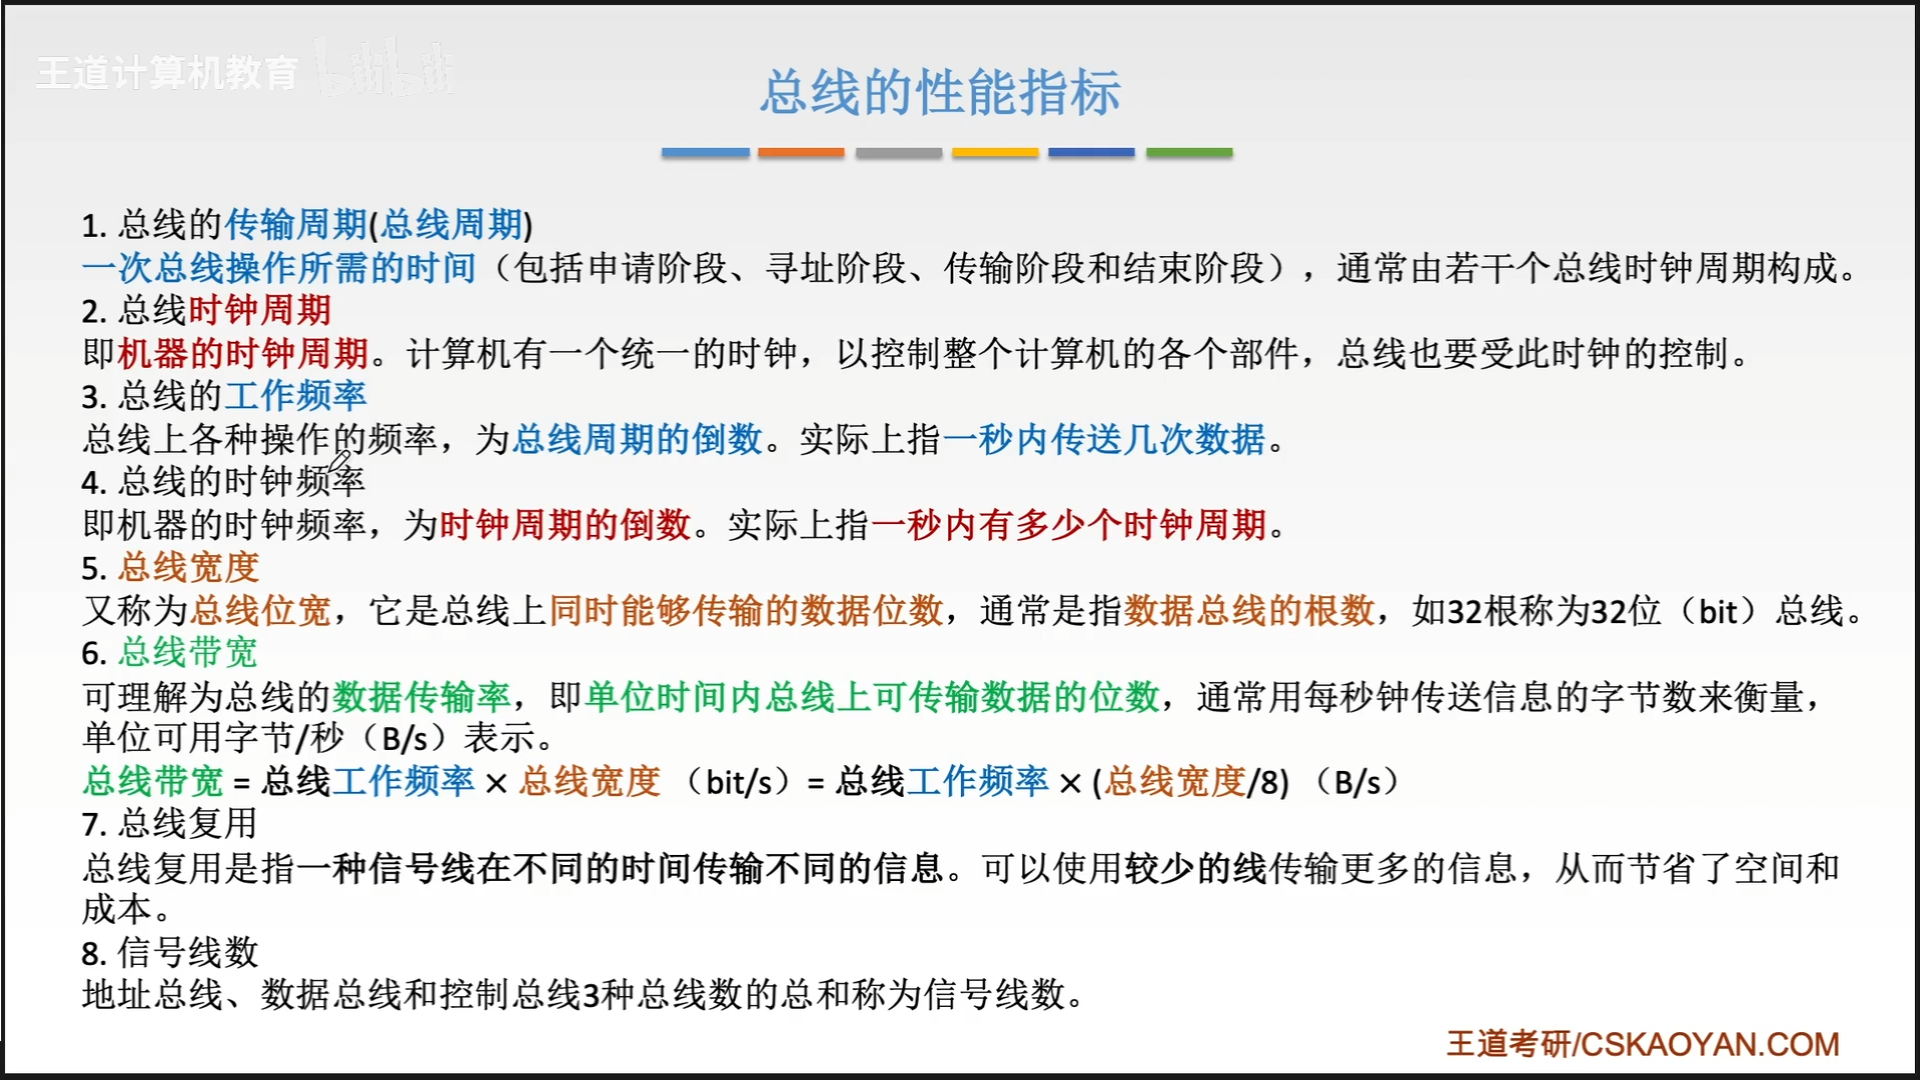 王道计算机教育 bilibili
总线的性能指标
1. 总线的传输周期(总线周期)
一次总线操作所需的时间（包括申请阶段、寻址阶段、传输阶段和结束阶段），通常由若干个总线时钟周期构成。
2. 总线时钟周期
即机器的时钟周期。计算机有一个统一的时钟，以控制整个计算机的各个部件，总线也要受此时钟的控制。
3. 总线的工作频率
总线上各种操作的频率，为总线周期的倒数。实际上指一秒内传送几次数据。
4. 总线的时钟频率
即机器的时钟频率，为时钟周期的倒数。实际上指一秒内有多少个时钟周期。
5. 总线宽度
又称为总线位宽，它是总线上同时能够传输的数据位数，通常是指数据总线的根数，如32根称为32位（bit）总线。
6. 总线带宽
可理解为总线的数据传输率，即单位时间内总线上可传输数据的位数，通常用每秒钟传送信息的字节数来衡量，
单位可用字节/秒（B/s）表示。
总线带宽 = 总线工作频率 × 总线宽度 （bit/s）= 总线工作频率 × (总线宽度/8) （B/s）
7. 总线复用
总线复用是指一种信号线在不同的时间传输不同的信息。可以使用较少的线传输更多的信息，从而节省了空间和
成本。
8. 信号线数
地址总线、数据总线和控制总线3种总线数的总和称为信号线数。
王道考研/CSKAOYAN.COM